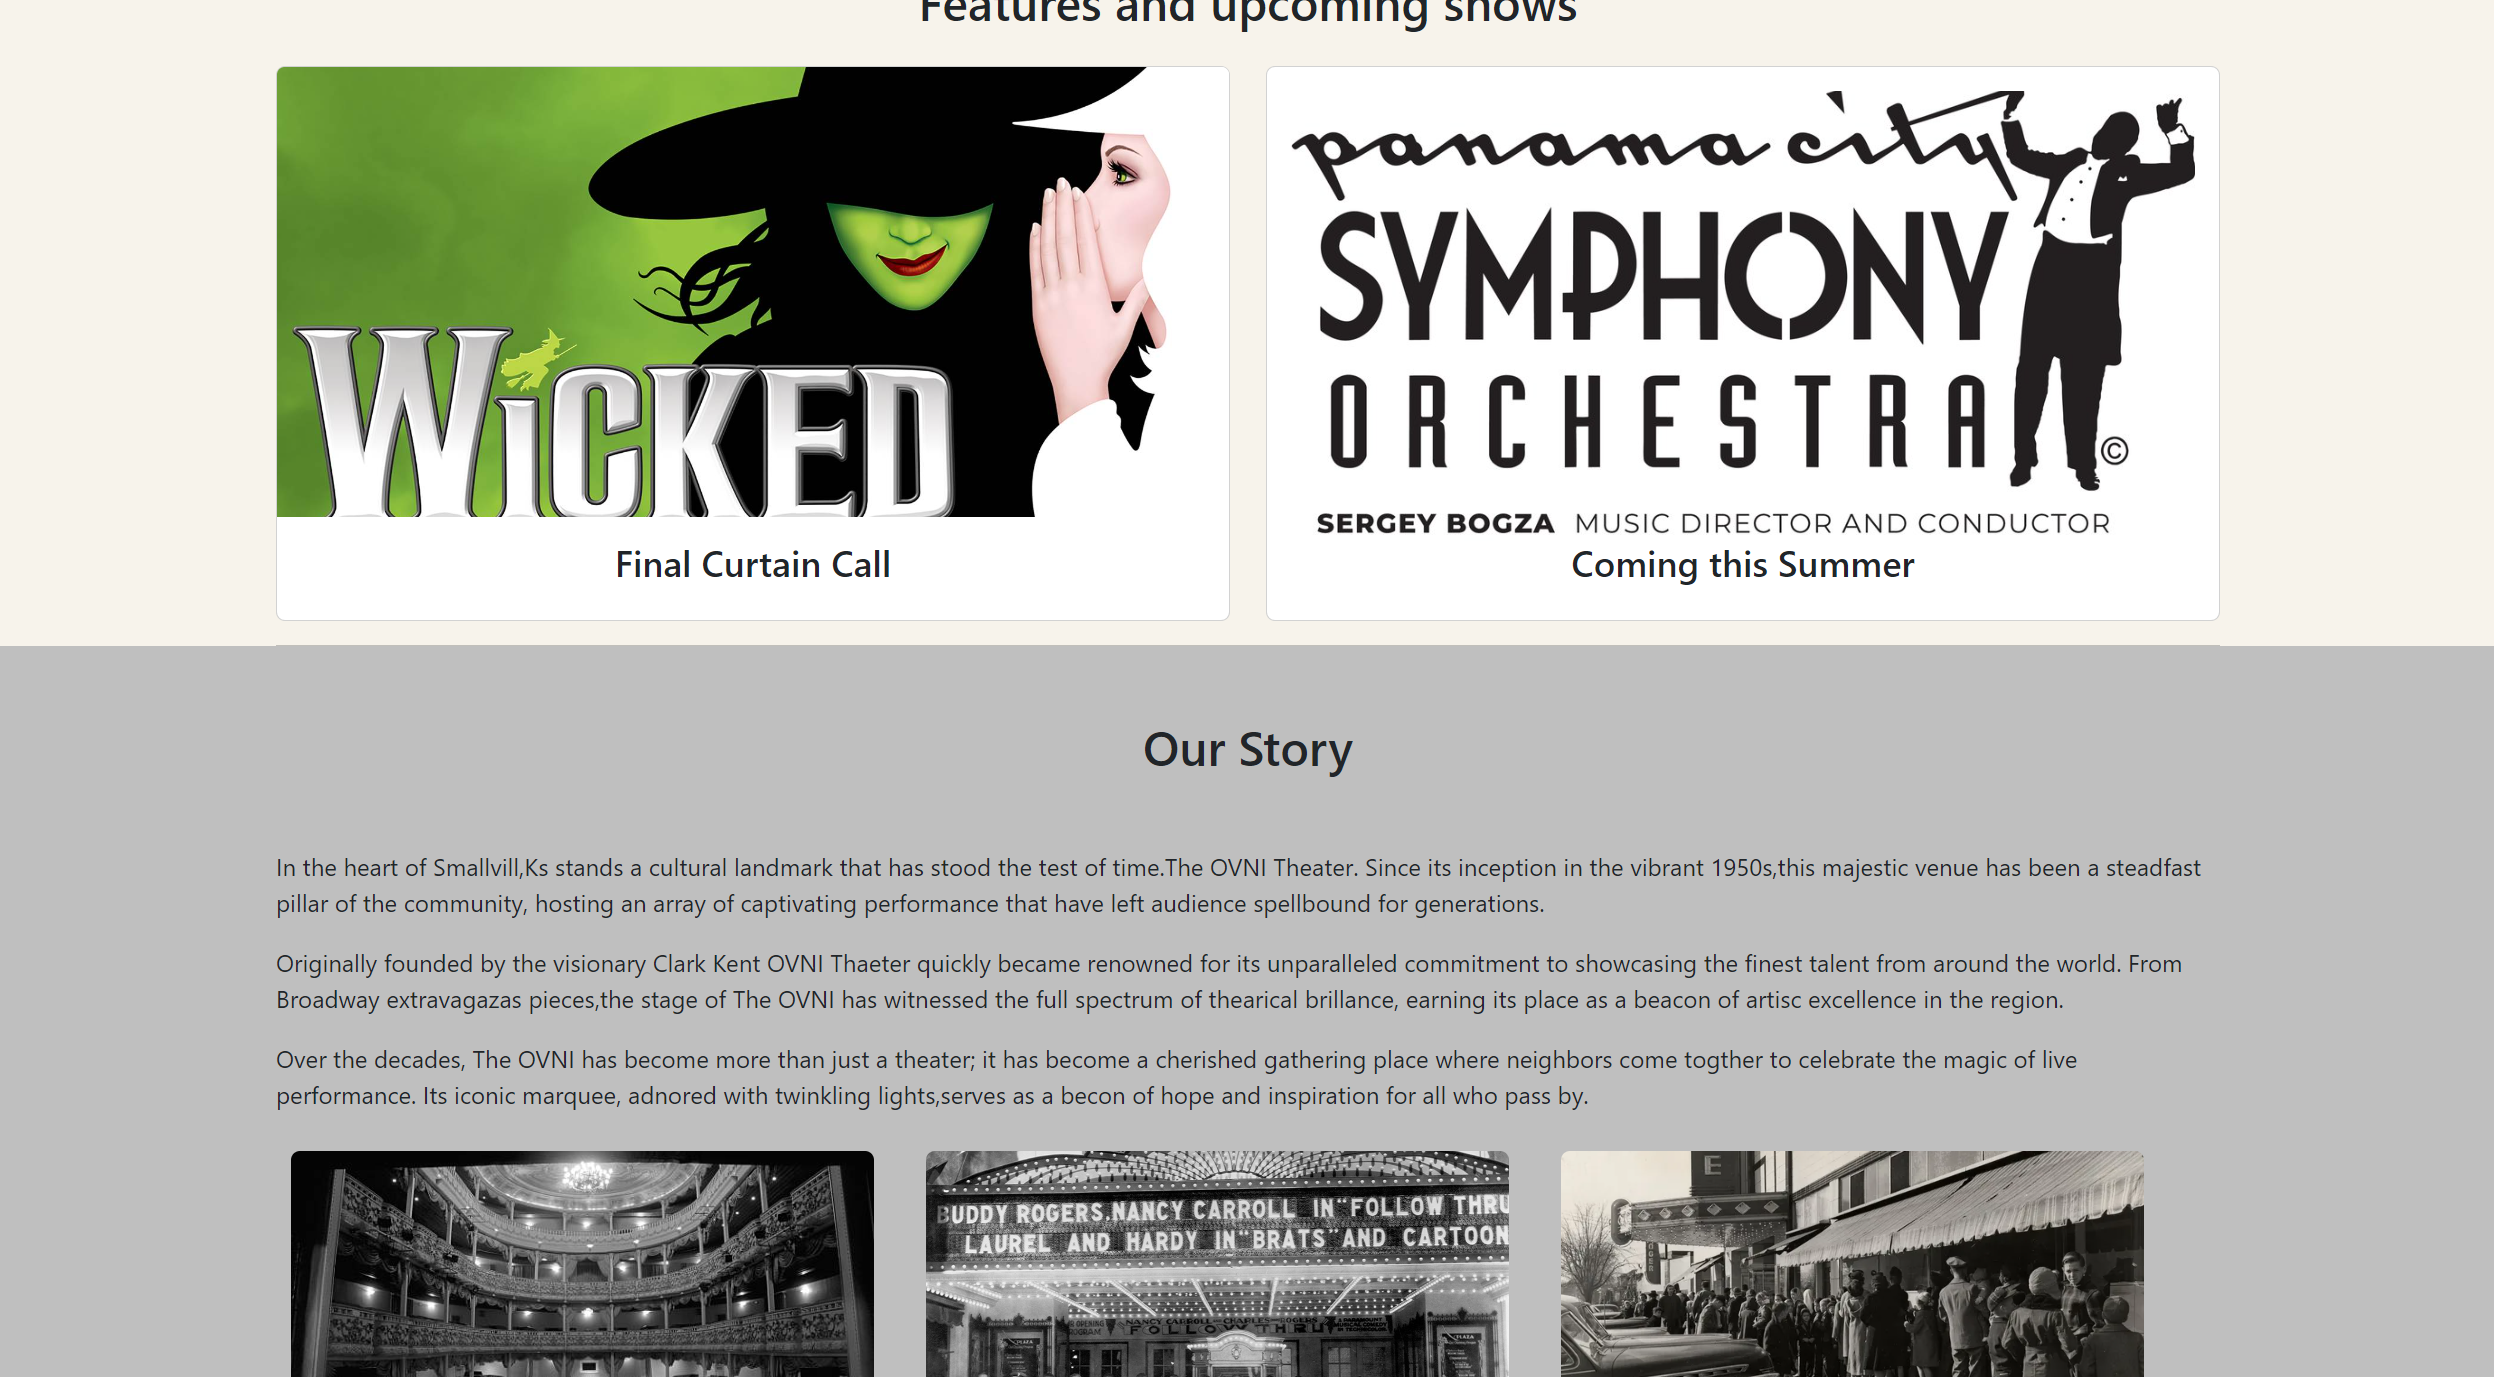 Features and upcoming shows
WiCKED
Final Curtain Call
panama city
SYMPHONY
ORCHESTRA
©
SERGEY BOGZA MUSIC DIRECTOR AND CONDUCTOR
Coming this Summer
Our Story
In the heart of Smallvill,Ks stands a cultural landmark that has stood the test of time.The OVNI Theater. Since its inception in the vibrant 1950s,this majestic venue has been a steadfast
pillar of the community, hosting an array of captivating performance that have left audience spellbound for generations.
Originally founded by the visionary Clark Kent OVNI Thaeter quickly became renowned for its unparalleled commitment to showcasing the finest talent from around the world. From
Broadway extravagazas pieces,the stage of The OVNI has witnessed the full spectrum of thearical brillance, earning its place as a beacon of artisc excellence in the region.
Over the decades, The OVNI has become more than just a theater; it has become a cherished gathering place where neighbors come togther to celebrate the magic of live
performance. Its iconic marquee, adnored with twinkling lights,serves as a becon of hope and inspiration for all who pass by.
BUDDY ROGERS.NANCY CARROLL IN "FOLLOW THRU
LAUREL AND HARDY IN "BRATS" AND CARTOON
NANCY CARROLL - CHARLES ROGERS
FOLLOW THRU
PLAZA
PLAZA
E